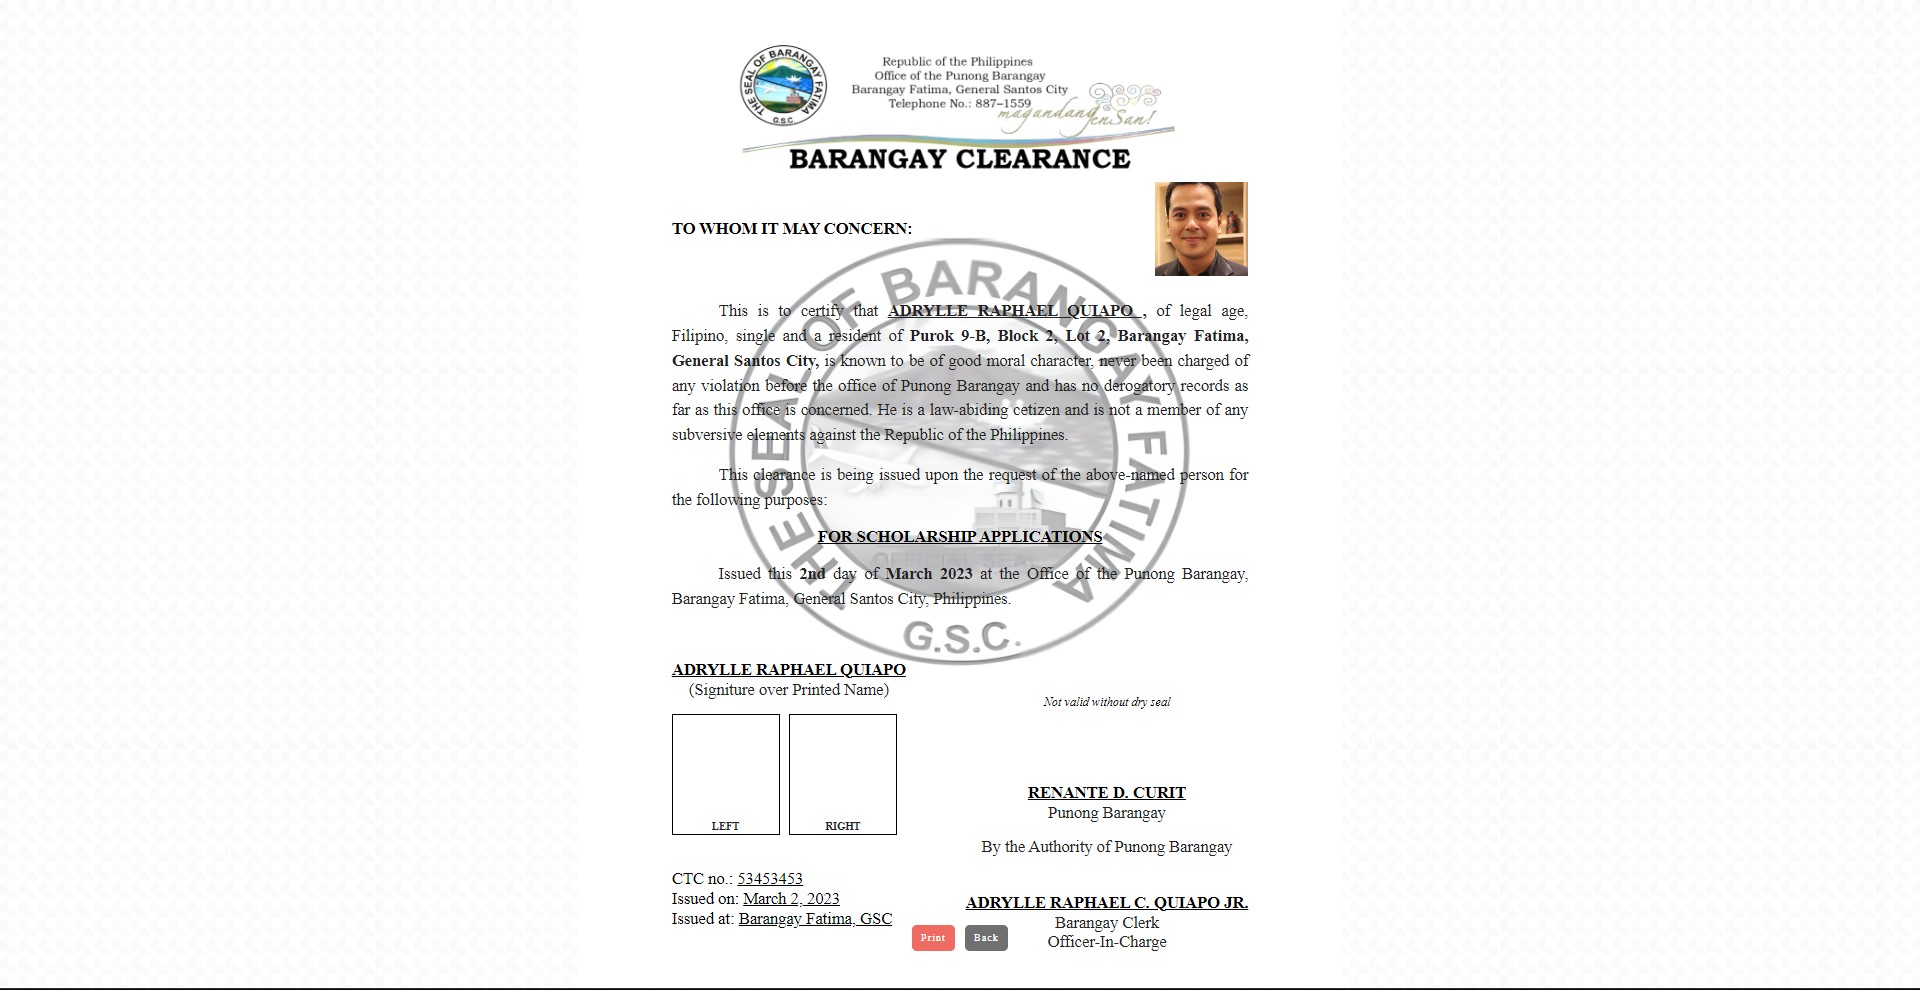 THE SEAL OF BARANGAY FATIMA
G.S.C.
Republic of the Philippines
Office of the Punong Barangay
Barangay Fatima, General Santos City
Telephone No.: 887–1559
magandang GenSan!
BARANGAY CLEARANCE
TO WHOM IT MAY CONCERN:
This is to certify that ADRYLLE RAPHAEL QUIAPO , of legal age,
Filipino, single and a resident of Purok 9-B, Block 2, Lot 2, Barangay Fatima,
General Santos City, is known to be of good moral character, never been charged of
any violation before the office of Punong Barangay and has no derogatory records as
far as this office is concerned. He is a law-abiding cetizen and is not a member of any
subversive elements against the Republic of the Philippines.
This clearance is being issued upon the request of the above-named person for
the following purposes:
FOR SCHOLARSHIP APPLICATIONS
Issued this 2nd day of March 2023 at the Office of the Punong Barangay,
Barangay Fatima, General Santos City, Philippines.
THE SEAL OF BARANGAY FATIMA
OFFICIAL SEAL
G.S.C.
ADRYLLE RAPHAEL QUIAPO
(Signiture over Printed Name)
LEFT
RIGHT
CTC no.: 53453453
Issued on: March 2, 2023
Issued at: Barangay Fatima, GSC
Not valid without dry seal
RENANTE D. CURIT
Punong Barangay
By the Authority of Punong Barangay
ADRYLLE RAPHAEL C. QUIAPO JR.
Barangay Clerk
Officer-In-Charge
Print
Back